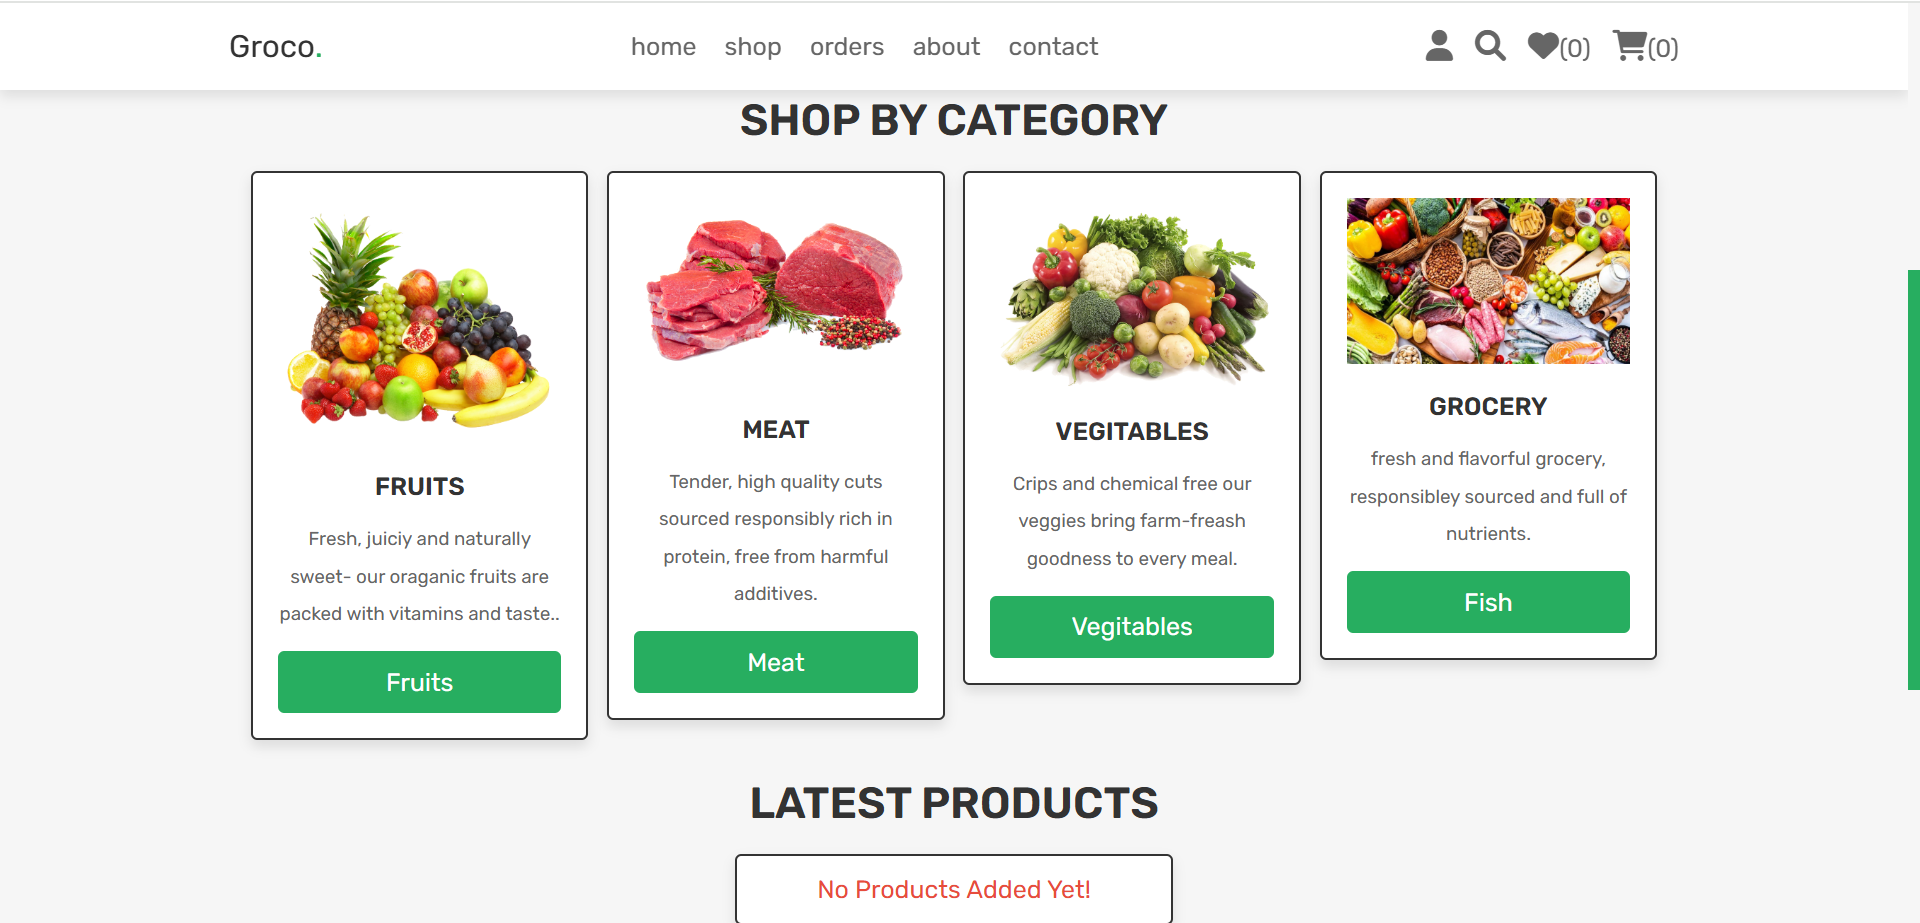 Groco.
home shop orders about contact
(0) (0)
SHOP BY CATEGORY
FRUITS
Fresh, juiciy and naturally
sweet- our oraganic fruits are
packed with vitamins and taste..
Fruits
MEAT
Tender, high quality cuts
sourced responsibly rich in
protein, free from harmful
additives.
Meat
VEGITABLES
Crips and chemical free our
veggies bring farm-freash
goodness to every meal.
Vegitables
GROCERY
fresh and flavorful grocery,
responsibley sourced and full of
nutrients.
Fish
LATEST PRODUCTS
No Products Added Yet!